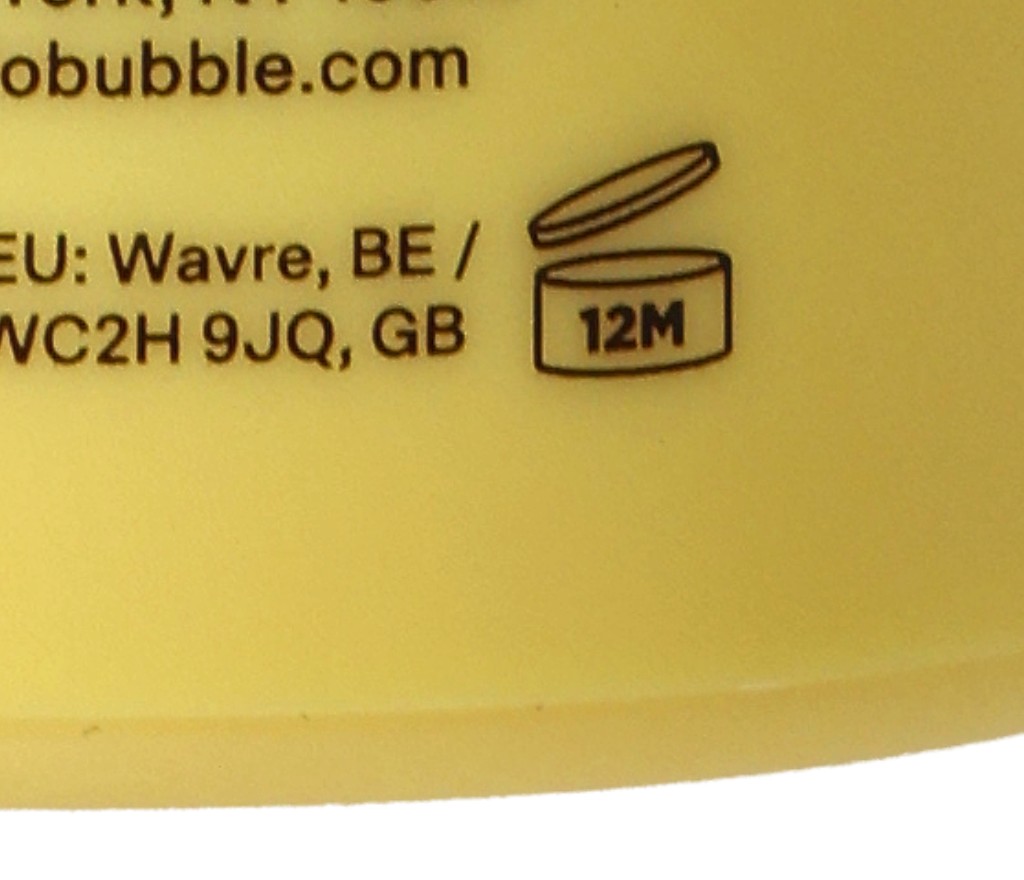 obubble.com
EU: Wavre, BE /
WC2H 9JQ, GB
12M